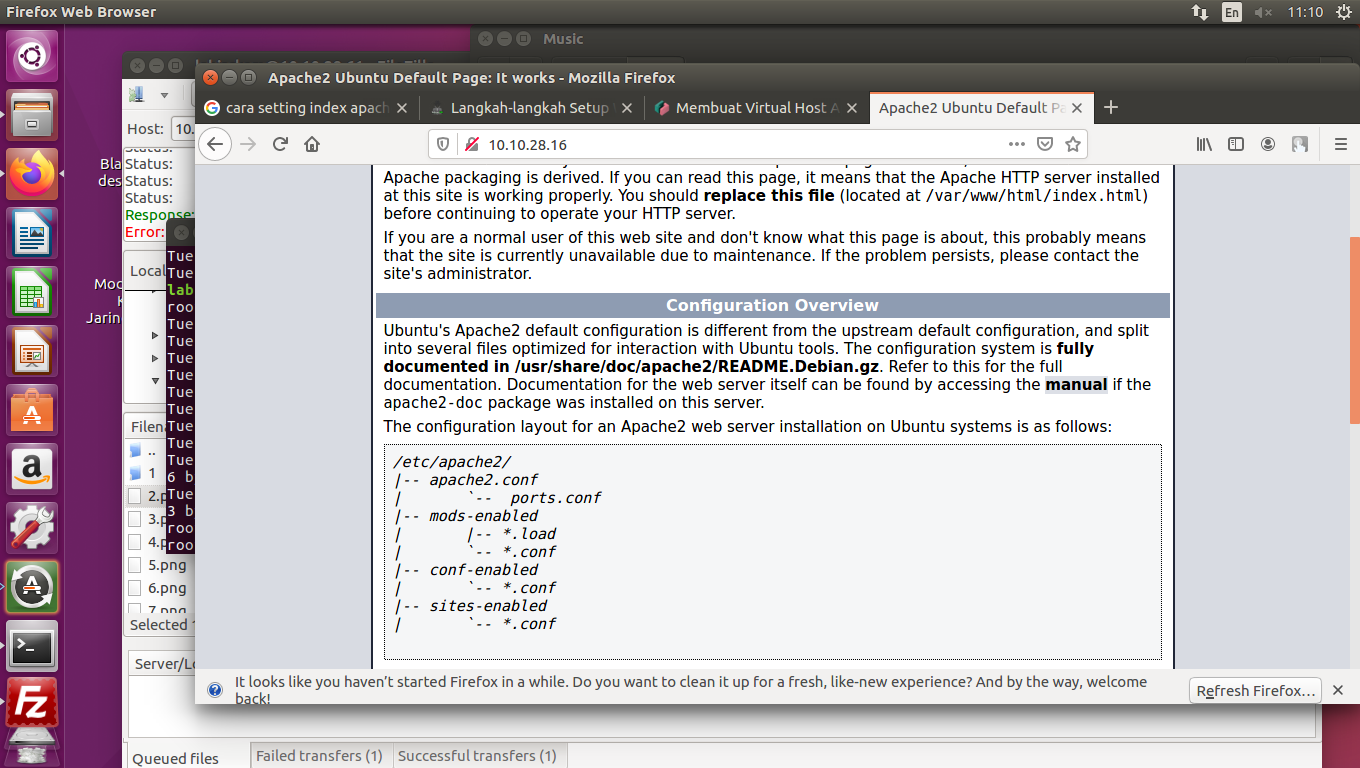 Firefox Web Browser
En
11:10
Music
Apache2 Ubuntu Default Page: It works - Mozilla Firefox
cara setting index apach
Langkah-langkah Setup
Membuat Virtual Host A
Apache2 Ubuntu Default Pa
10.10.28.16
Host: 10.
Status:
Status:
Status:
Response:
Error:
Local
Filena
..
1
2.p
3.p
4.p
5.png
6.png
7.png
Selected 1
Server/Lo
Queued files
Failed transfers (1)
Successful transfers (1)
Bla
des
Moc
K
Jarin
Tue
Tue
lab
roo
Tue
Tue
Tue
Tue
Tue
Tue
Tue
Tue
Tue
6 b
Tue
3 b
roo
roo
Apache packaging is derived. If you can read this page, it means that the Apache HTTP server installed
at this site is working properly. You should replace this file (located at /var/www/html/index.html)
before continuing to operate your HTTP server.
If you are a normal user of this web site and don't know what this page is about, this probably means
that the site is currently unavailable due to maintenance. If the problem persists, please contact the
site's administrator.
Configuration Overview
Ubuntu's Apache2 default configuration is different from the upstream default configuration, and split
into several files optimized for interaction with Ubuntu tools. The configuration system is fully
documented in /usr/share/doc/apache2/README.Debian.gz. Refer to this for the full
documentation. Documentation for the web server itself can be found by accessing the manual if the
apache2-doc package was installed on this server.
The configuration layout for an Apache2 web server installation on Ubuntu systems is as follows:
/etc/apache2/
|-- apache2.conf
|       `--  ports.conf
|-- mods-enabled
|       |-- *.load
|       `-- *.conf
|-- conf-enabled
|       `-- *.conf
|-- sites-enabled
|       `-- *.conf
It looks like you haven't started Firefox in a while. Do you want to clean it up for a fresh, like-new experience? And by the way, welcome
back!
Refresh Firefox…